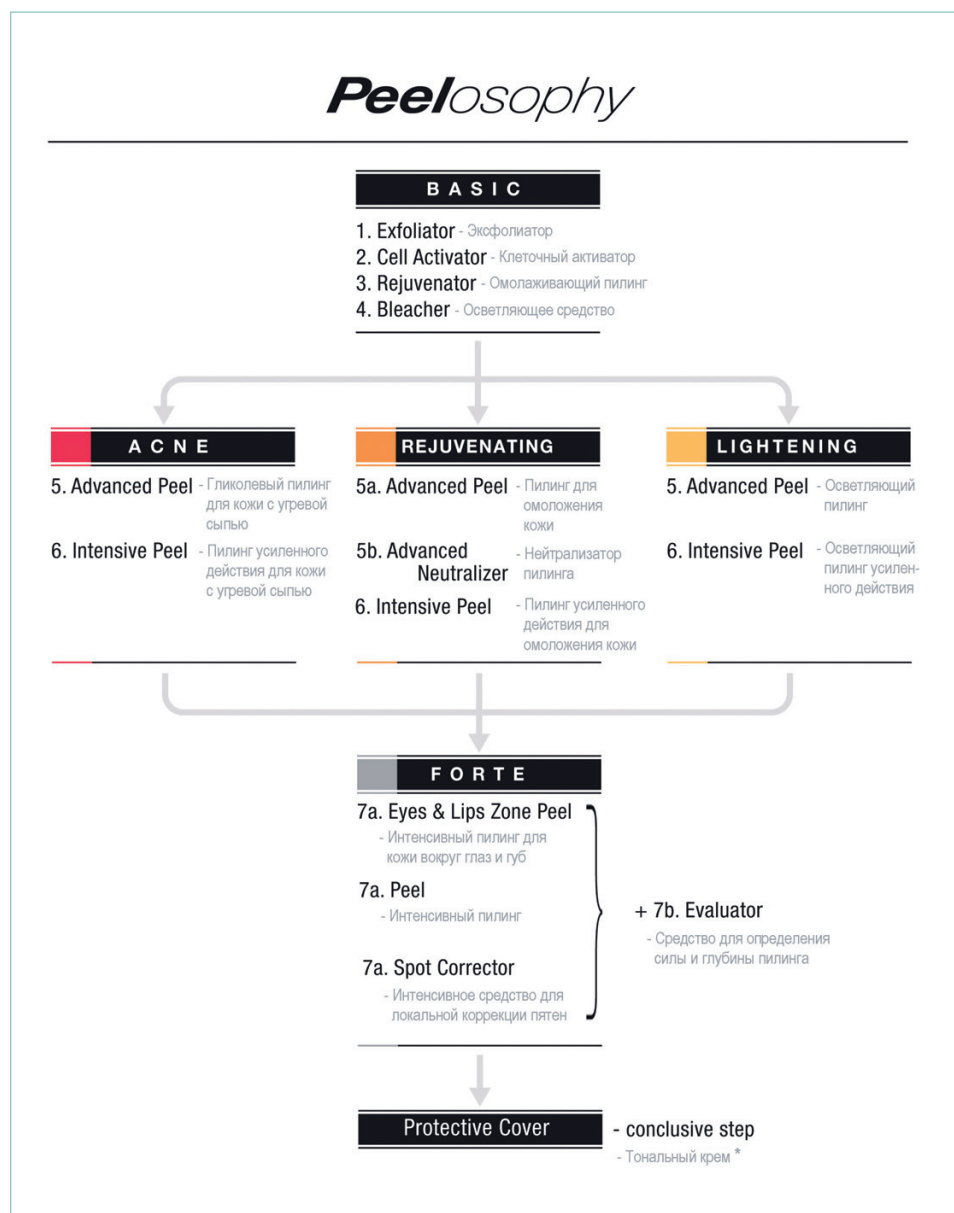 Peelosophy
BASIC
1. Exfoliator - Эксфолиатор
2. Cell Activator - Клеточный активатор
3. Rejuvenator - Омолаживающий пилинг
4. Bleacher - Осветляющее средство
ACNE
5. Advanced Peel - Гликолевый пилинг
для кожи с угревой
сыпью
6. Intensive Peel - Пилинг усиленного
действия для кожи
с угревой сыпью
REJUVENATING
5a. Advanced Peel - Пилинг для
омоложения
кожи
5b. Advanced - Нейтрализатор
Neutralizer пилинга
6. Intensive Peel - Пилинг усиленного
действия для
омоложения кожи
LIGHTENING
5. Advanced Peel - Осветляющий
пилинг
6. Intensive Peel - Осветляющий
пилинг усилен-
ного действия
FORTE
7a. Eyes & Lips Zone Peel
- Интенсивный пилинг для
кожи вокруг глаз и губ
7a. Peel
- Интенсивный пилинг
7a. Spot Corrector
- Интенсивное средство для
локальной коррекции пятен
+ 7b. Evaluator
- Средство для определения
силы и глубины пилинга
Protective Cover - conclusive step
- Тональный крем *